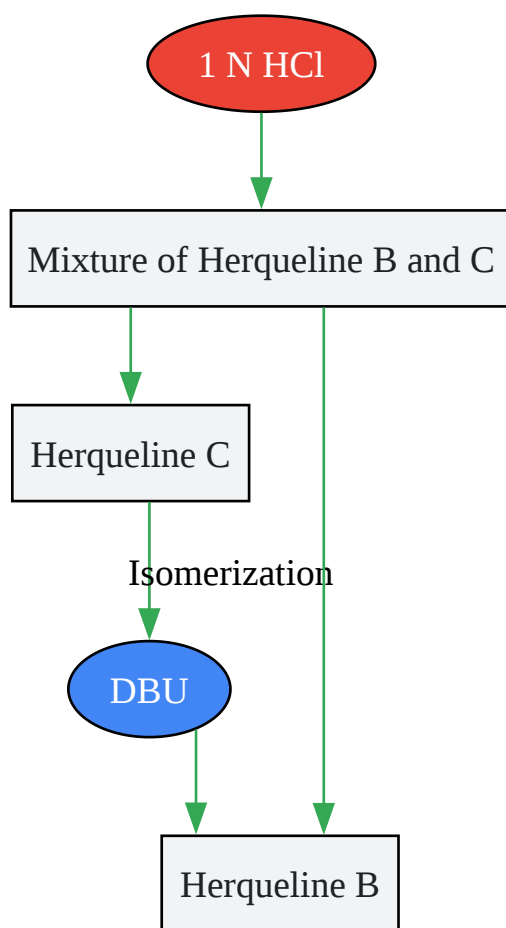 1 N HCl
Mixture of Herqueline B and C
Herqueline C
Isomerization
DBU
Herqueline B